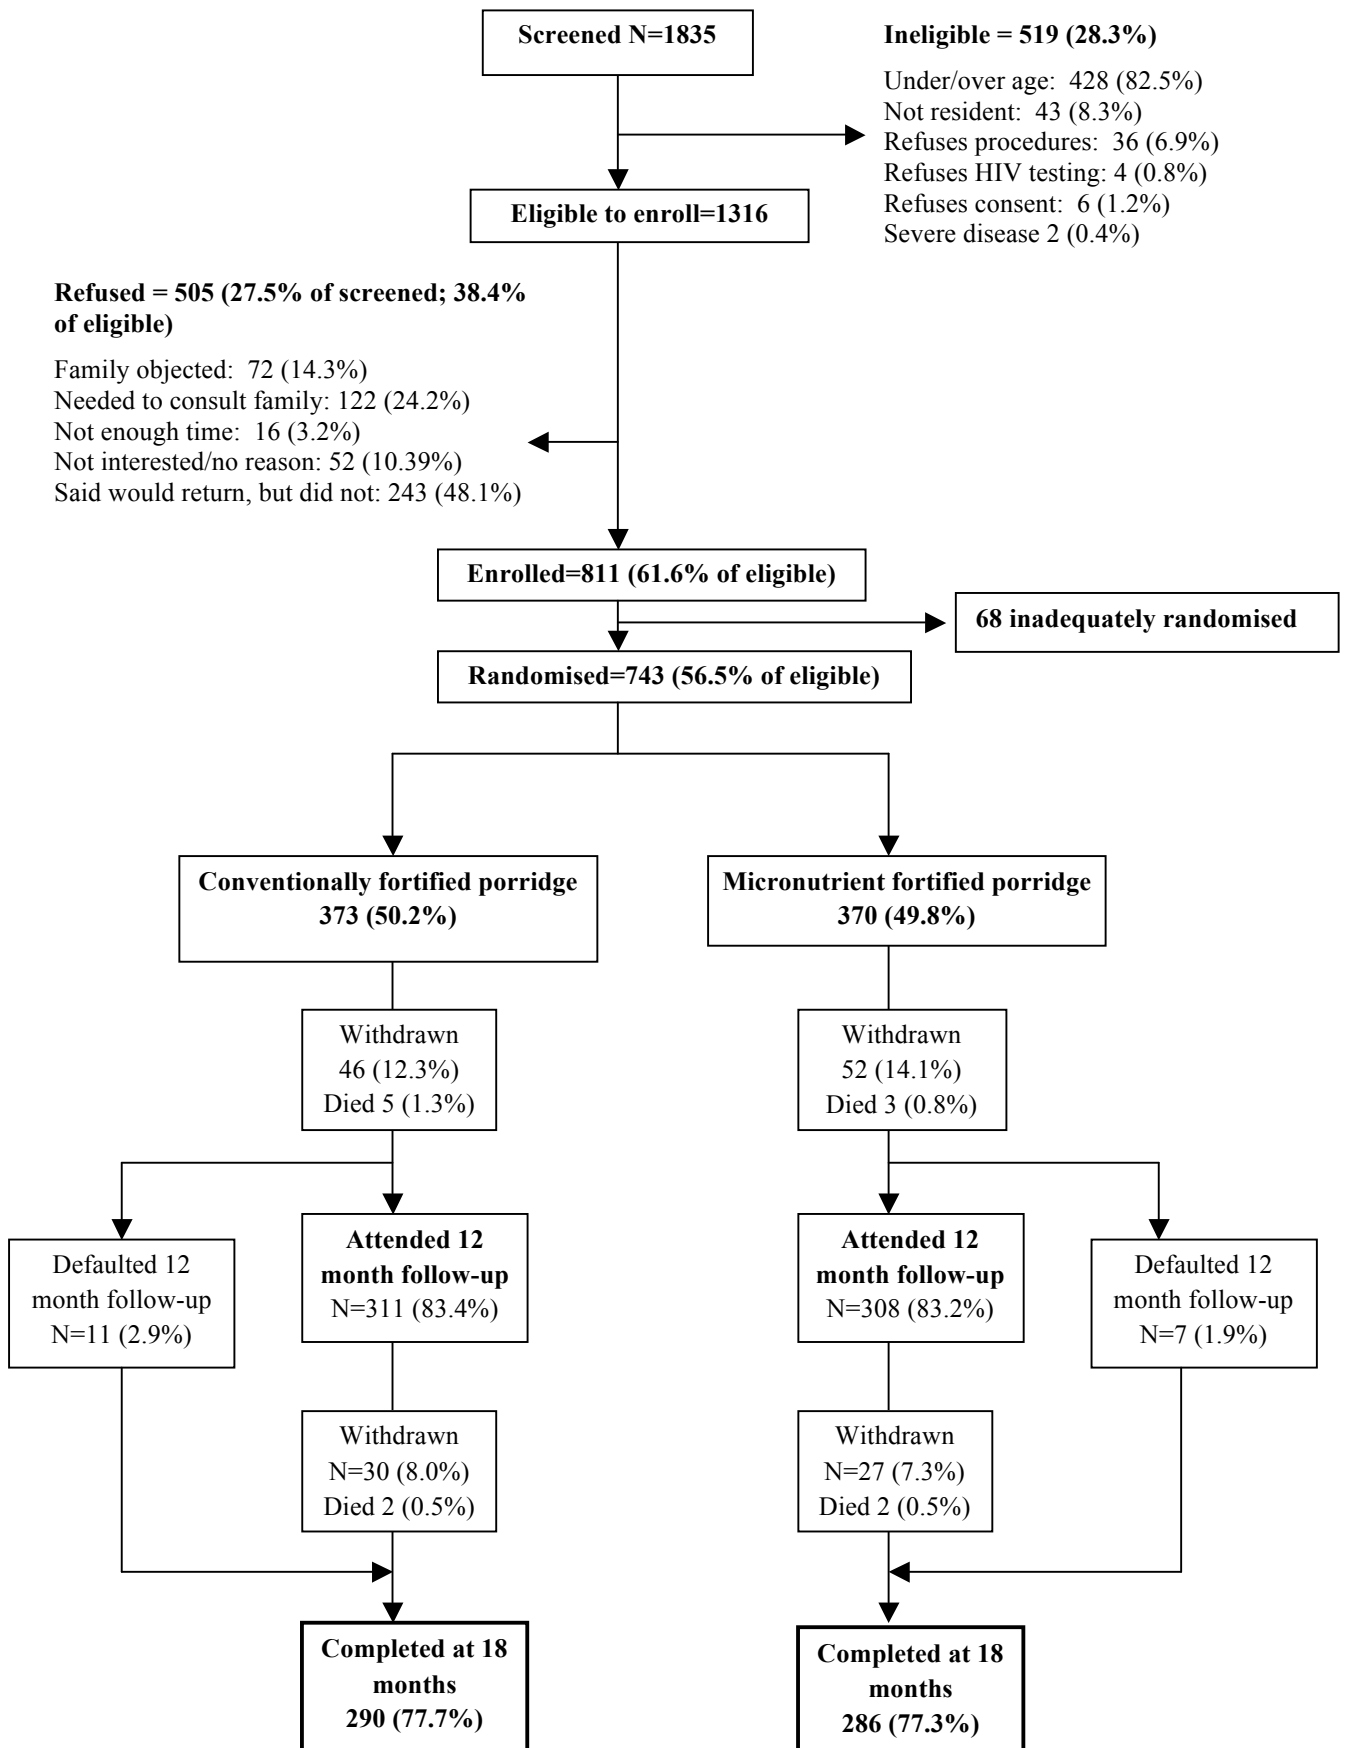 Screened N=1835
Ineligible = 519 (28.3%)
Under/over age: 428 (82.5%)
Not resident: 43 (8.3%)
Refuses procedures: 36 (6.9%)
Refuses HIV testing: 4 (0.8%)
Refuses consent: 6 (1.2%)
Severe disease 2 (0.4%)
Eligible to enroll=1316
Refused = 505 (27.5% of screened; 38.4%
of eligible)
Family objected: 72 (14.3%)
Needed to consult family: 122 (24.2%)
Not enough time: 16 (3.2%)
Not interested/no reason: 52 (10.39%)
Said would return, but did not: 243 (48.1%)
Enrolled=811 (61.6% of eligible)
68 inadequately randomised
Randomised=743 (56.5% of eligible)
Conventionally fortified porridge
373 (50.2%)
Micronutrient fortified porridge
370 (49.8%)
Withdrawn
46 (12.3%)
Died 5 (1.3%)
Withdrawn
52 (14.1%)
Died 3 (0.8%)
Defaulted 12
month follow-up
N=11 (2.9%)
Attended 12
month follow-up
N=311 (83.4%)
Attended 12
month follow-up
N=308 (83.2%)
Defaulted 12
month follow-up
N=7 (1.9%)
Withdrawn
N=30 (8.0%)
Died 2 (0.5%)
Withdrawn
N=27 (7.3%)
Died 2 (0.5%)
Completed at 18
months
290 (77.7%)
Completed at 18
months
286 (77.3%)